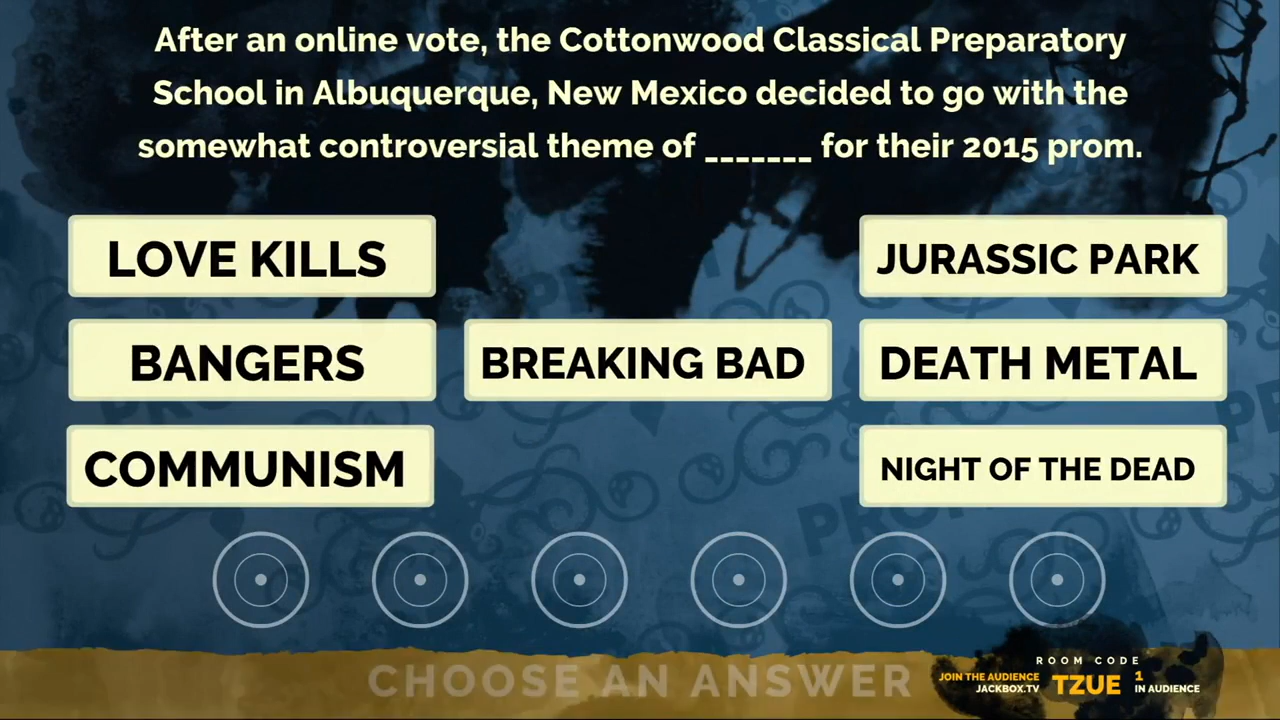 After an online vote, the Cottonwood Classical Preparatory
School in Albuquerque, New Mexico decided to go with the
somewhat controversial theme of _______ for their 2015 prom.
LOVE KILLS
JURASSIC PARK
BANGERS
BREAKING BAD
DEATH METAL
COMMUNISM
NIGHT OF THE DEAD
CHOOSE AN ANSWER
ROOM CODE
JOIN THE AUDIENCE
JACKBOX.TV
TZUE
1
IN AUDIENCE